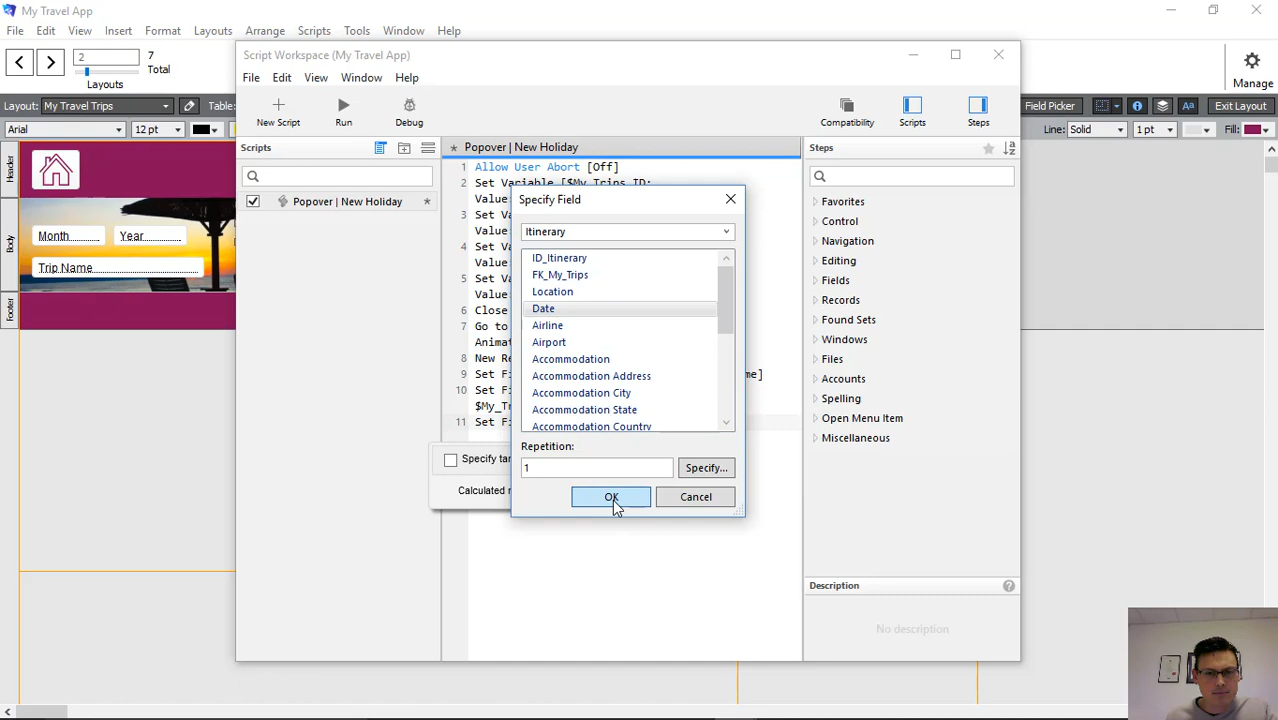 My Travel App
File Edit View Insert Format Layouts Arrange Scripts Tools Window Help
2
7
Total
Layouts
Manage
Layout: My Travel Trips Table:
Field Picker
Aa
Exit Layout
Arial 12 pt
Line: Solid 1 pt Fill:
Header
Body
Footer
Month
Year
Trip Name
Script Workspace (My Travel App)
File Edit View Window Help
New Script
Run
Debug
Compatibility
Scripts
Steps
Scripts
Popover | New Holiday
* Popover | New Holiday
1 Allow User Abort [Off]
2 Set Variable [$My_Trips_ID;
Value:
3 Set Va
Value:
4 Set Va
Value:
5 Set Va
Value:
6 Close
7 Go to
Anima
8 New Re
9 Set Fi me]
10 Set Fi
$My_Tr
11 Set Fi
Specify tar
Calculated r
Specify Field
Itinerary
ID_Itinerary
FK_My_Trips
Location
Date
Airline
Airport
Accommodation
Accommodation Address
Accommodation City
Accommodation State
Accommodation Country
Repetition:
1
Specify...
OK
Cancel
Steps
Favorites
Control
Navigation
Editing
Fields
Records
Found Sets
Windows
Files
Accounts
Spelling
Open Menu Item
Miscellaneous
Description
No description